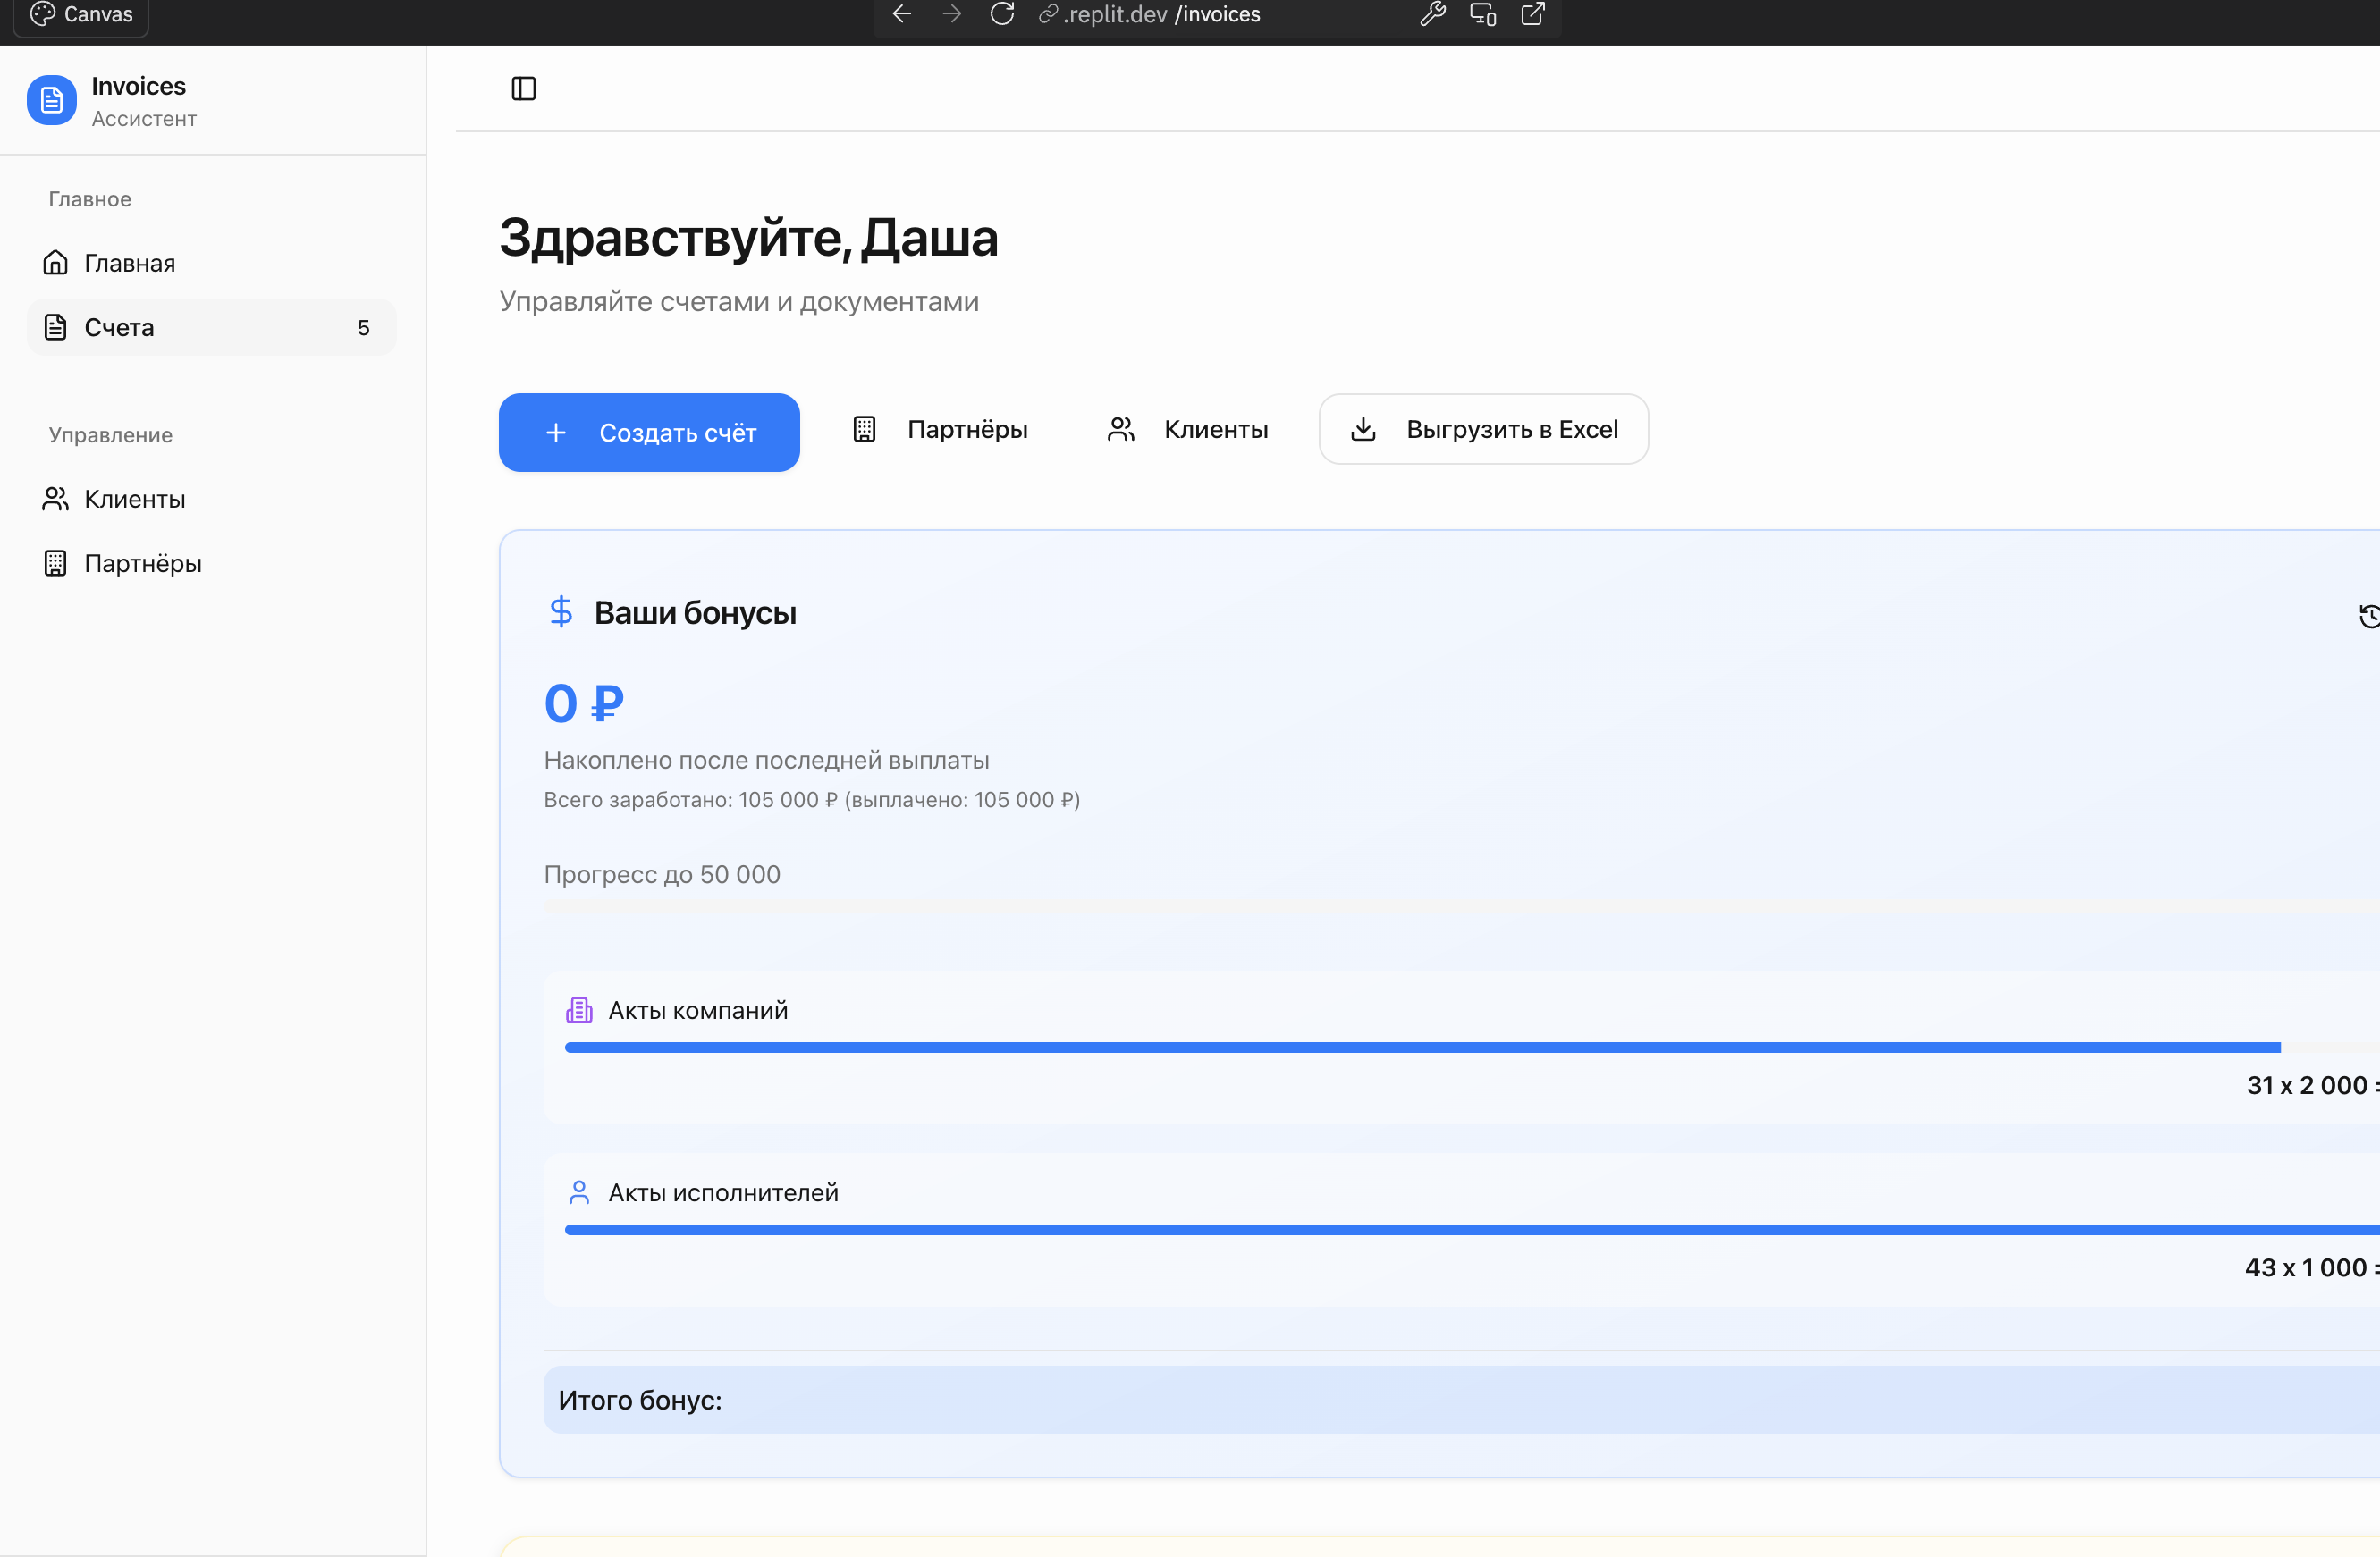 Canvas
.replit.dev /invoices
Invoices
Ассистент
Главное
Главная
Счета 5
Управление
Клиенты
Партнёры
Здравствуйте, Даша
Управляйте счетами и документами
+ Создать счёт Партнёры Клиенты Выгрузить в Excel
$ Ваши бонусы
0 ₽
Накоплено после последней выплаты
Всего заработано: 105 000 ₽ (выплачено: 105 000 ₽)
Прогресс до 50 000
Акты компаний
31 x 2 000 =
Акты исполнителей
43 x 1 000 =
Итого бонус: